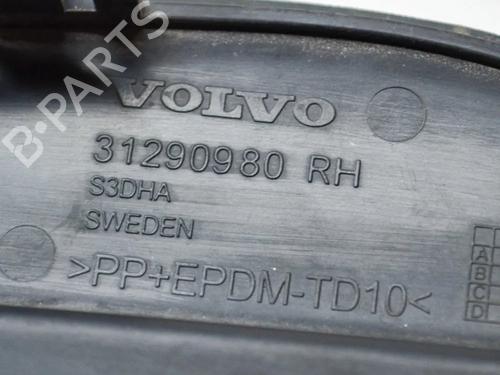 B-PARTS
VOLVO
31290980 RH
S3DHA
SWEDEN
>PP+EPDM-TD10<
A
B
C
D